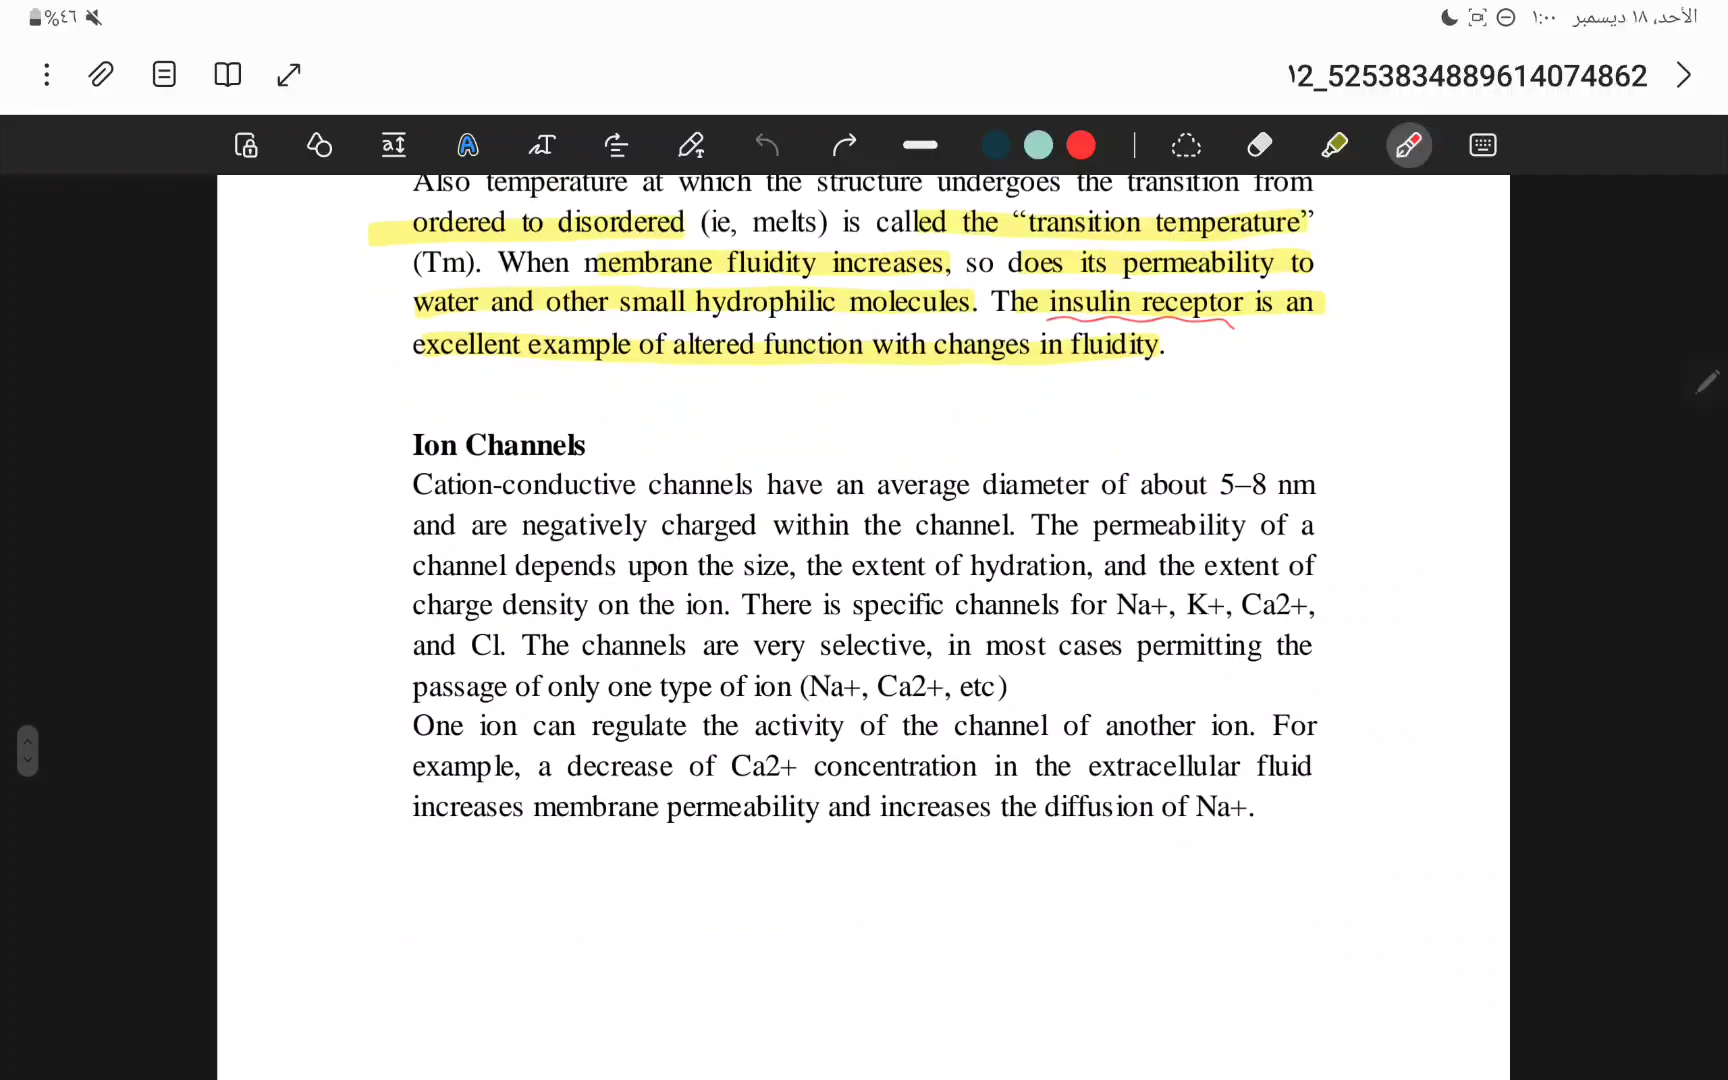 %٤٦
الأحد، ١٨ ديسمبر ١:٠٠
١2_5253834889614074862
Also temperature at which the structure undergoes the transition from
ordered to disordered (ie, melts) is called the “transition temperature”
(Tm). When membrane fluidity increases, so does its permeability to
water and other small hydrophilic molecules. The insulin receptor is an
excellent example of altered function with changes in fluidity.
Ion Channels
Cation-conductive channels have an average diameter of about 5–8 nm
and are negatively charged within the channel. The permeability of a
channel depends upon the size, the extent of hydration, and the extent of
charge density on the ion. There is specific channels for Na+, K+, Ca2+,
and Cl. The channels are very selective, in most cases permitting the
passage of only one type of ion (Na+, Ca2+, etc)
One ion can regulate the activity of the channel of another ion. For
example, a decrease of Ca2+ concentration in the extracellular fluid
increases membrane permeability and increases the diffusion of Na+.